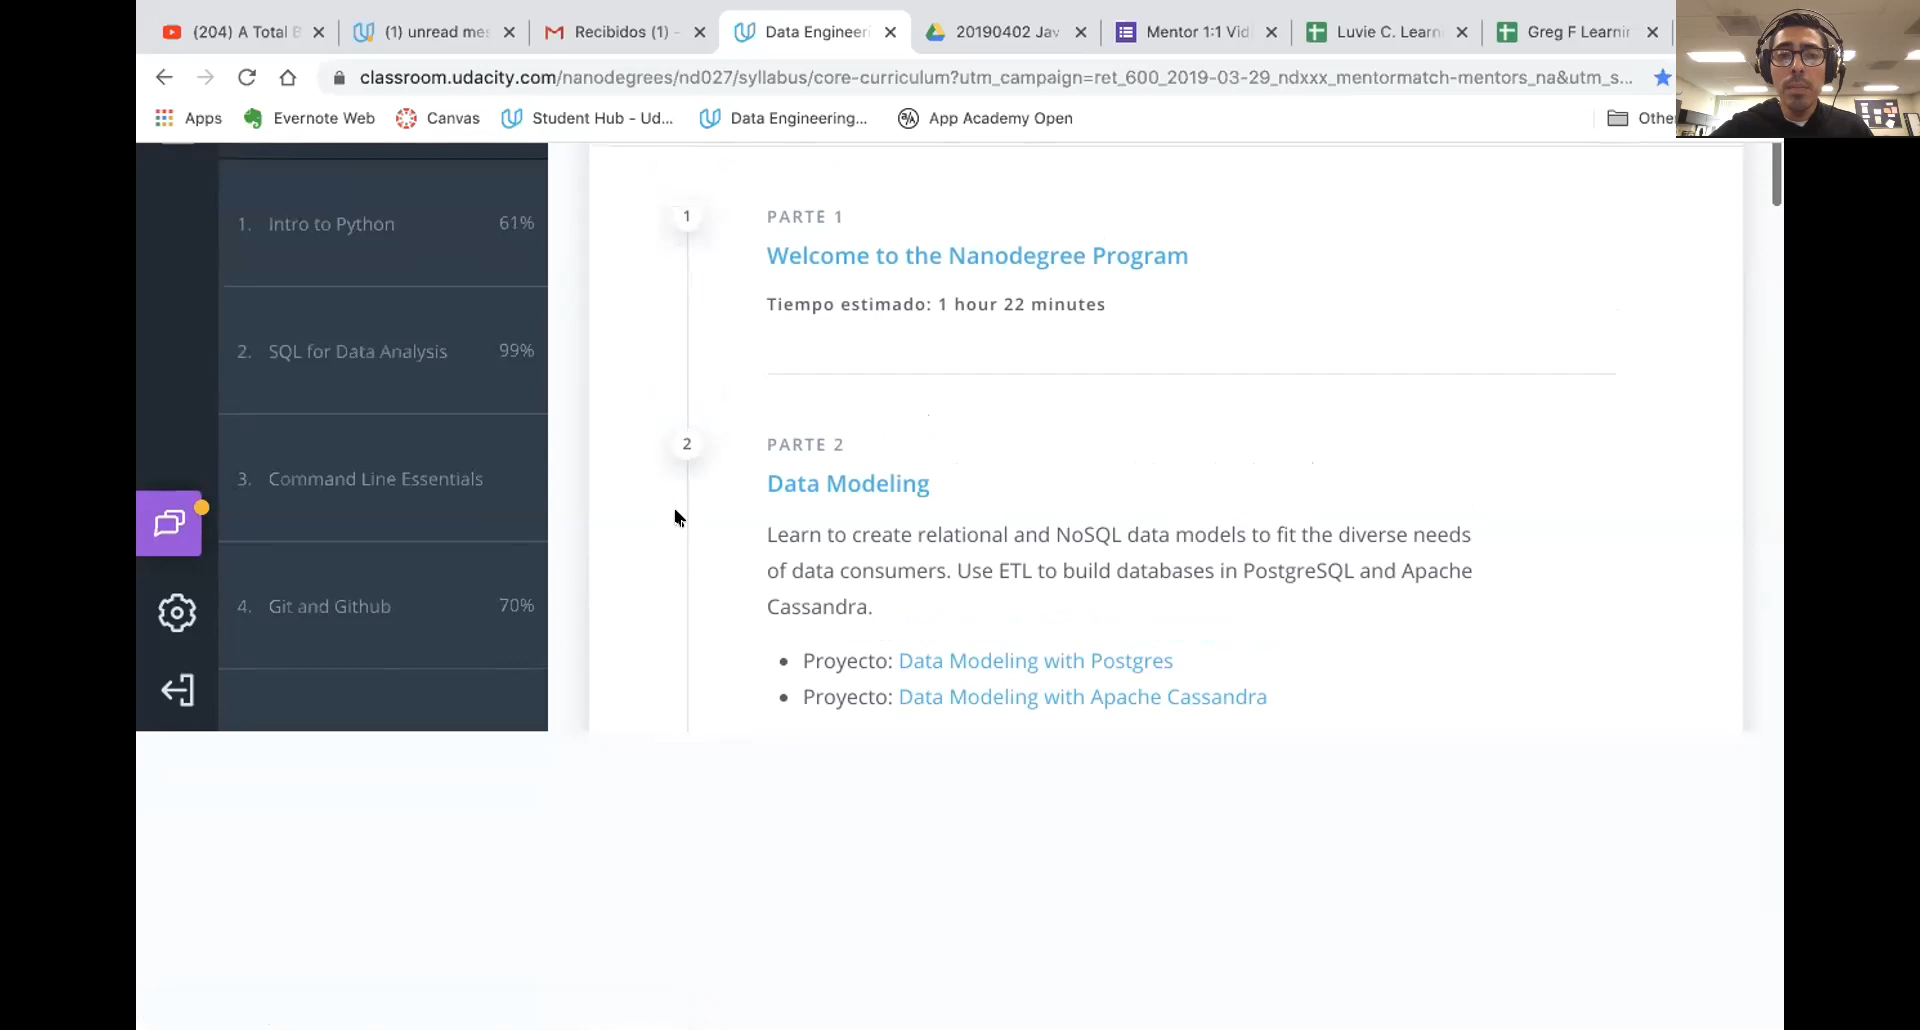 (204) A Total B
(1) unread mes
Recibidos (1) -
Data Engineeri
20190402 Jav
Mentor 1:1 Vid
Luvie C. Learni
Greg F Learnin
classroom.udacity.com/nanodegrees/nd027/syllabus/core-curriculum?utm_campaign=ret_600_2019-03-29_ndxxx_mentormatch-mentors_na&utm_s...
Apps
Evernote Web
Canvas
Student Hub - Ud...
Data Engineering...
App Academy Open
Othe
1. Intro to Python 61%
2. SQL for Data Analysis 99%
3. Command Line Essentials
4. Git and Github 70%
1
PARTE 1
Welcome to the Nanodegree Program
Tiempo estimado: 1 hour 22 minutes
2
PARTE 2
Data Modeling
Learn to create relational and NoSQL data models to fit the diverse needs
of data consumers. Use ETL to build databases in PostgreSQL and Apache
Cassandra.
• Proyecto: Data Modeling with Postgres
• Proyecto: Data Modeling with Apache Cassandra